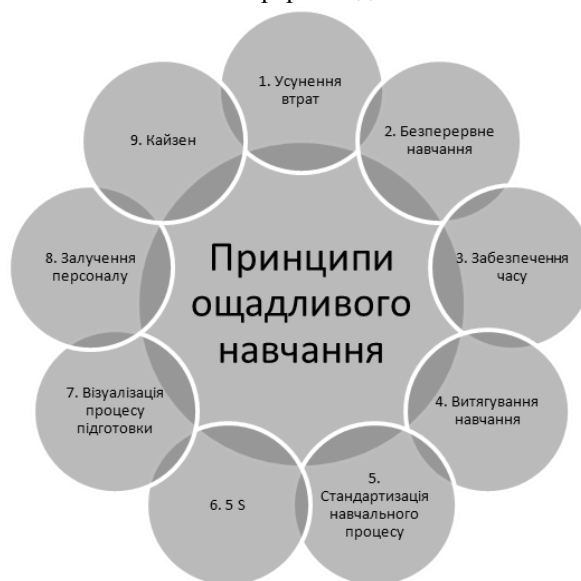 1. Усунення
втрат
2. Безперервне
навчання
3. Забезпечення
часу
4. Витягування
навчання
5.
Стандартизація
навчального
процесу
6. 5 S
7. Візуалізація
процесу
підготовки
8. Залучення
персоналу
9. Кайзен
Принципи
ощадливого
навчання